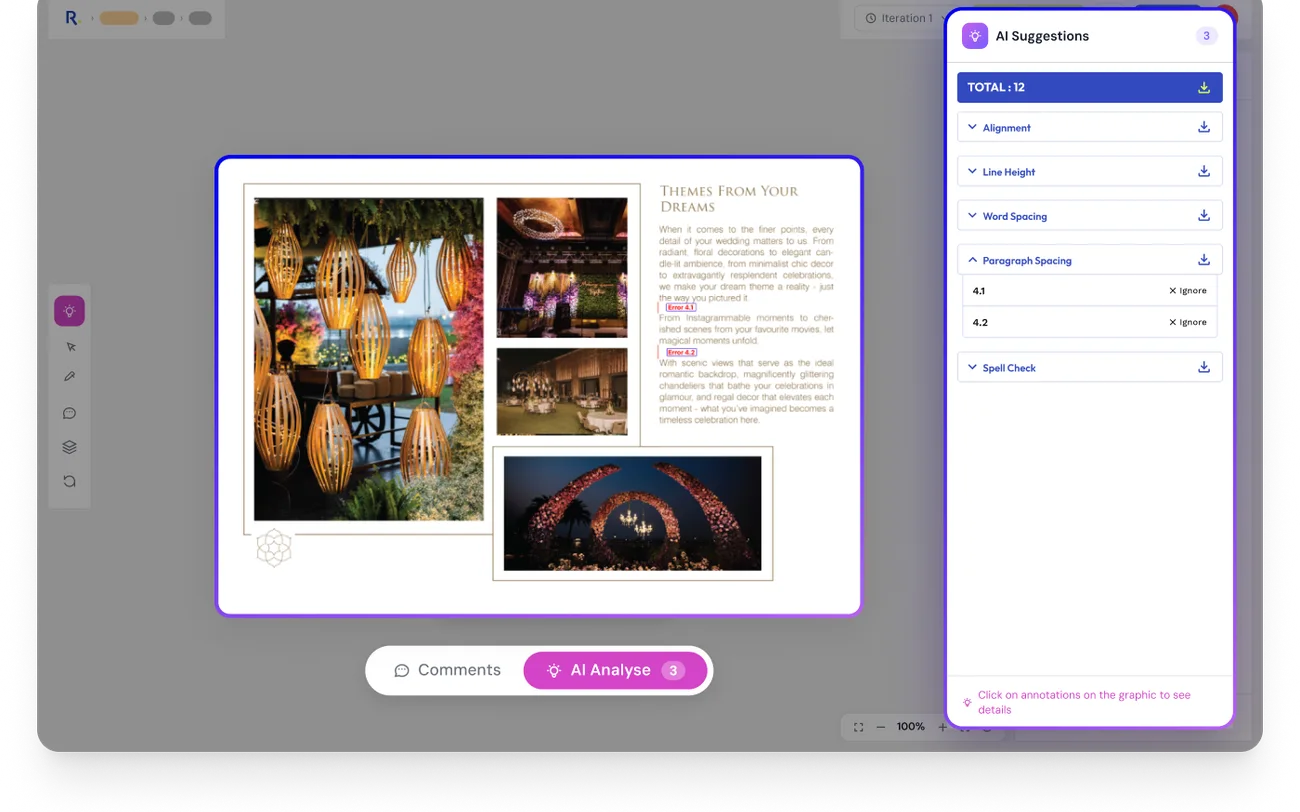 R
Iteration 1
AI Suggestions
3
TOTAL : 12
Alignment
Line Height
Word Spacing
Paragraph Spacing
4.1
Ignore
4.2
Ignore
Spell Check
Click on annotations on the graphic to see
details
THEMES FROM YOUR
DREAMS
When it comes to the finer points, every
detail of your wedding matters to us. From
radiant, floral decorations to elegant can-
dle-lit ambience, from minimalist chic decor
to extravagantly resplendent celebrations,
we make your dream theme a reality - just
the way you pictured it
Error 4.1
From Instagrammable moments to cher-
ished scenes from your favourite movies, let
magical moments unfold.
Error 4.2
With scenic views that serve as the ideal
romantic backdrop, magnificently glittering
chandeliers that bathe your celebrations in
glamour, and regal decor that elevates each
moment - what you've imagined becomes a
timeless celebration here.
Comments
AI Analyse
3
100%